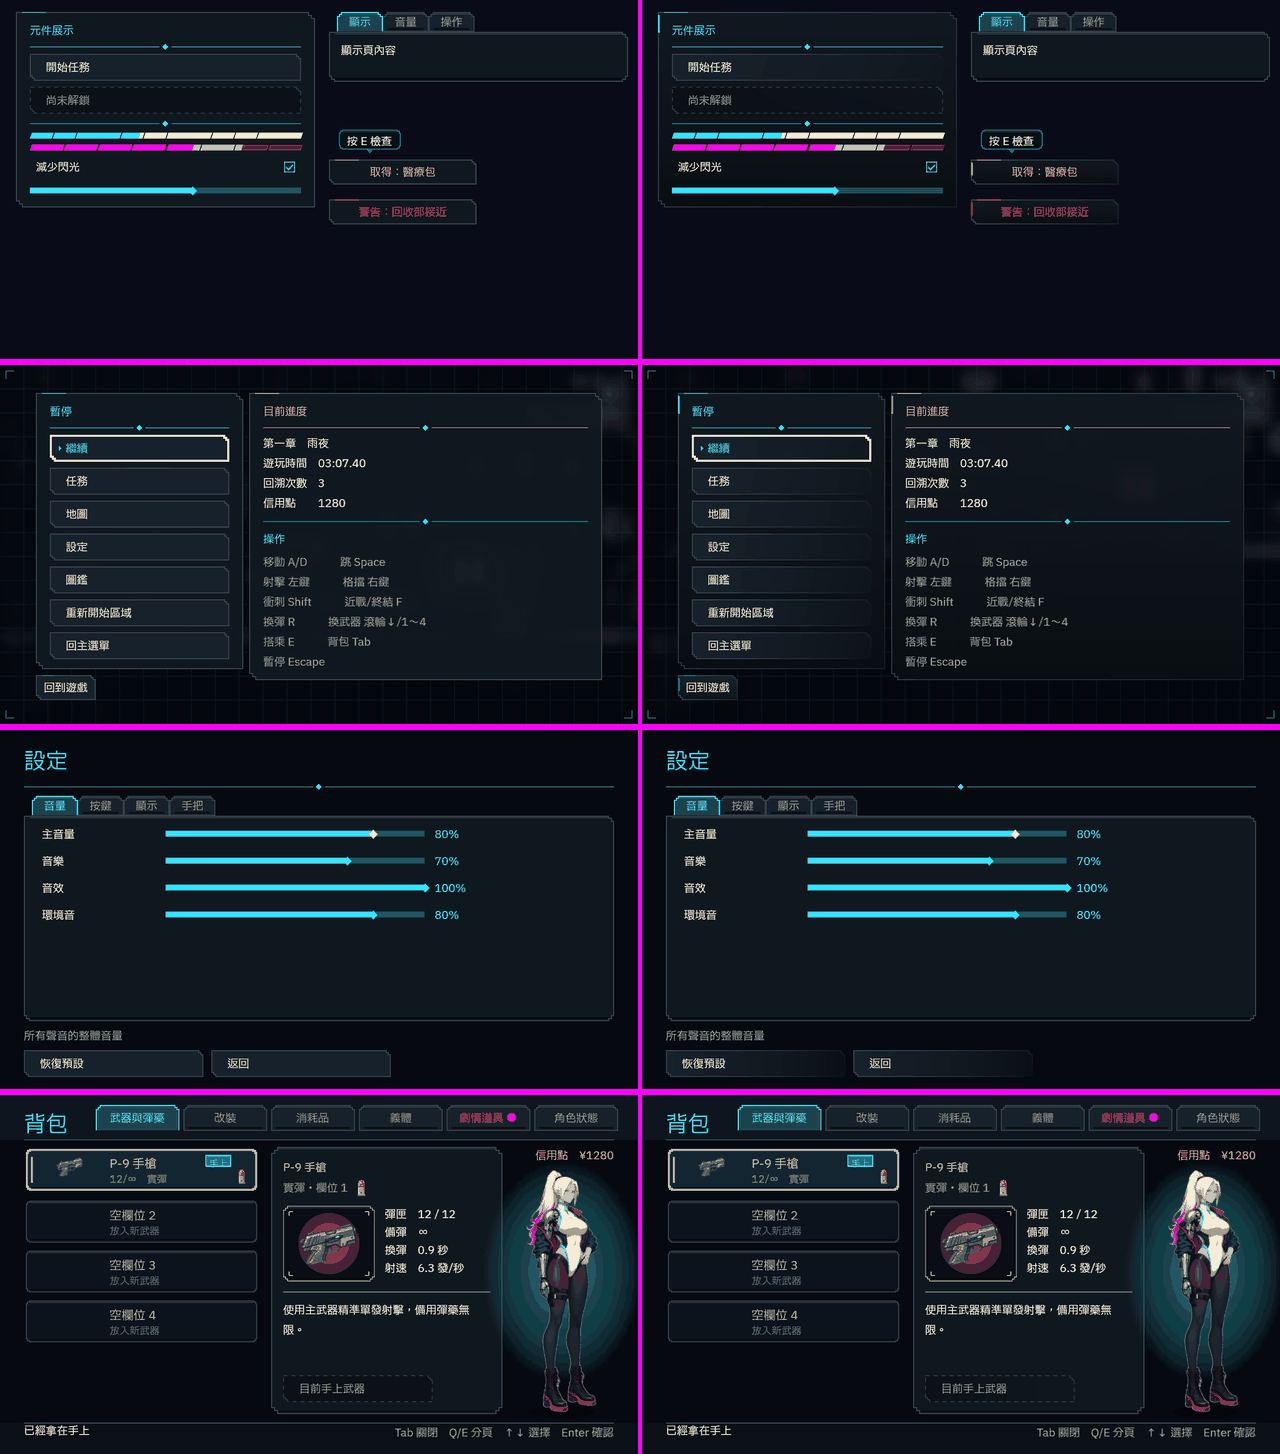 元件展示
開始任務
尚未解鎖
減少閃光
顯示 音量 操作
顯示頁內容
按 E 檢查
取得：醫療包
警告：回收部接近
元件展示
開始任務
尚未解鎖
減少閃光
顯示 音量 操作
顯示頁內容
按 E 檢查
取得：醫療包
警告：回收部接近
暫停
繼續
任務
地圖
設定
圖鑑
重新開始區域
回主選單
回到遊戲
目前進度
第一章 雨夜
遊玩時間 03:07.40
回溯次數 3
信用點 1280
操作
移動 A/D 跳 Space
射擊 左鍵 格擋 右鍵
衝刺 Shift 近戰/終結 F
換彈 R 換武器 滾輪↓/1～4
搭乘 E 背包 Tab
暫停 Escape
暫停
繼續
任務
地圖
設定
圖鑑
重新開始區域
回主選單
回到遊戲
目前進度
第一章 雨夜
遊玩時間 03:07.40
回溯次數 3
信用點 1280
操作
移動 A/D 跳 Space
射擊 左鍵 格擋 右鍵
衝刺 Shift 近戰/終結 F
換彈 R 換武器 滾輪↓/1～4
搭乘 E 背包 Tab
暫停 Escape
設定
音量 按鍵 顯示 手把
主音量 80%
音樂 70%
音效 100%
環境音 80%
所有聲音的整體音量
恢復預設 返回
設定
音量 按鍵 顯示 手把
主音量 80%
音樂 70%
音效 100%
環境音 80%
所有聲音的整體音量
恢復預設 返回
背包
武器與彈藥 改裝 消耗品 義體 劇情道具 角色狀態
P-9 手槍 手上
12/∞ 實彈
空欄位 2
放入新武器
空欄位 3
放入新武器
空欄位 4
放入新武器
P-9 手槍
實彈・欄位 1
彈匣 12 / 12
備彈 ∞
換彈 0.9 秒
射速 6.3 發/秒
使用主武器精準單發射擊，備用彈藥無
限。
目前手上武器
信用點 ¥1280
已經拿在手上
Tab 關閉 Q/E 分頁 ↑↓ 選擇 Enter 確認
背包
武器與彈藥 改裝 消耗品 義體 劇情道具 角色狀態
P-9 手槍 手上
12/∞ 實彈
空欄位 2
放入新武器
空欄位 3
放入新武器
空欄位 4
放入新武器
P-9 手槍
實彈・欄位 1
彈匣 12 / 12
備彈 ∞
換彈 0.9 秒
射速 6.3 發/秒
使用主武器精準單發射擊，備用彈藥無
限。
目前手上武器
信用點 ¥1280
已經拿在手上
Tab 關閉 Q/E 分頁 ↑↓ 選擇 Enter 確認